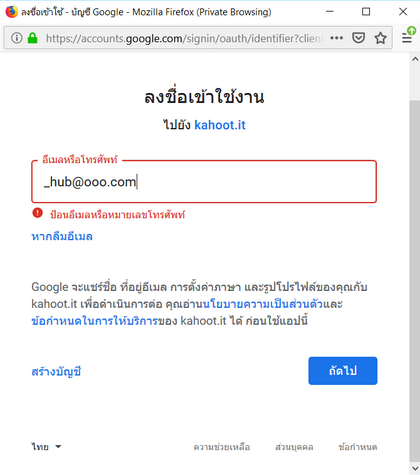 ลงชื่อเข้าใช้ - บัญชี Google - Mozilla Firefox (Private Browsing)
https://accounts.google.com/signin/oauth/identifier?clien
ลงชื่อเข้าใช้งาน
ไปยัง kahoot.it
อีเมลหรือโทรศัพท์
_hub@ooo.com
ป้อนอีเมลหรือหมายเลขโทรศัพท์
หากลืมอีเมล
Google จะแชร์ชื่อ ที่อยู่อีเมล การตั้งค่าภาษา และรูปโปรไฟล์ของคุณกับ
kahoot.it เพื่อดำเนินการต่อ คุณอ่านนโยบายความเป็นส่วนตัวและ
ข้อกำหนดในการให้บริการของ kahoot.it ได้ ก่อนใช้แอปนี้
สร้างบัญชี
ถัดไป
ไทย
ความช่วยเหลือ
ส่วนบุคคล
ข้อกำหนด